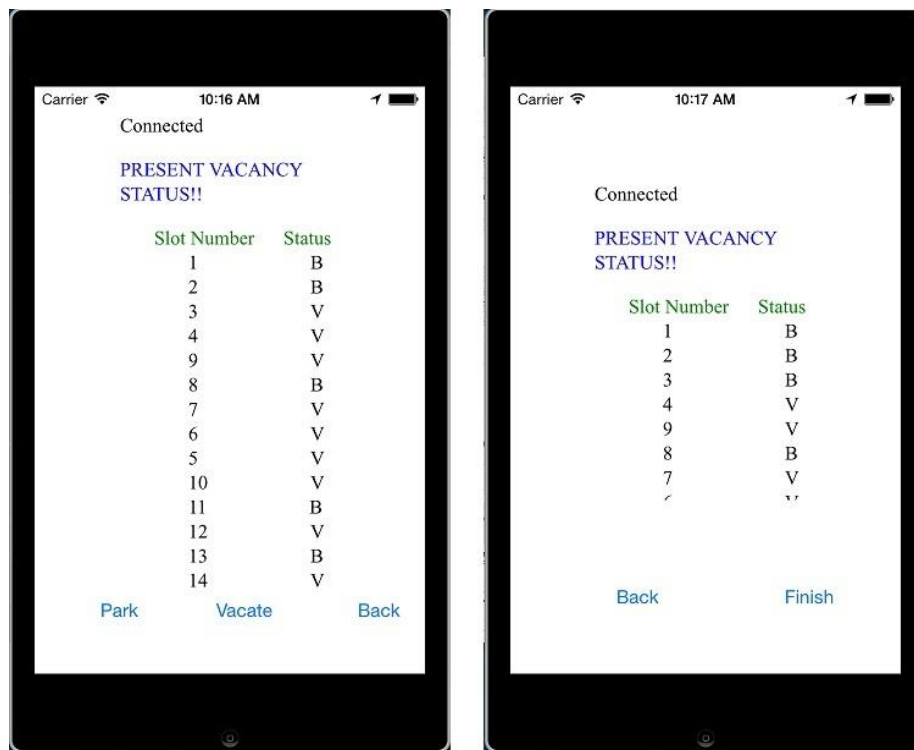 Carrier 10:16 AM
Connected
PRESENT VACANCY
STATUS!!
Slot Number Status
1 B
2 B
3 V
4 V
9 V
8 B
7 V
6 V
5 V
10 V
11 B
12 V
13 B
14 V
Park Vacate Back
Carrier 10:17 AM
Connected
PRESENT VACANCY
STATUS!!
Slot Number Status
1 B
2 B
3 B
4 V
9 V
8 B
7 V
Back Finish